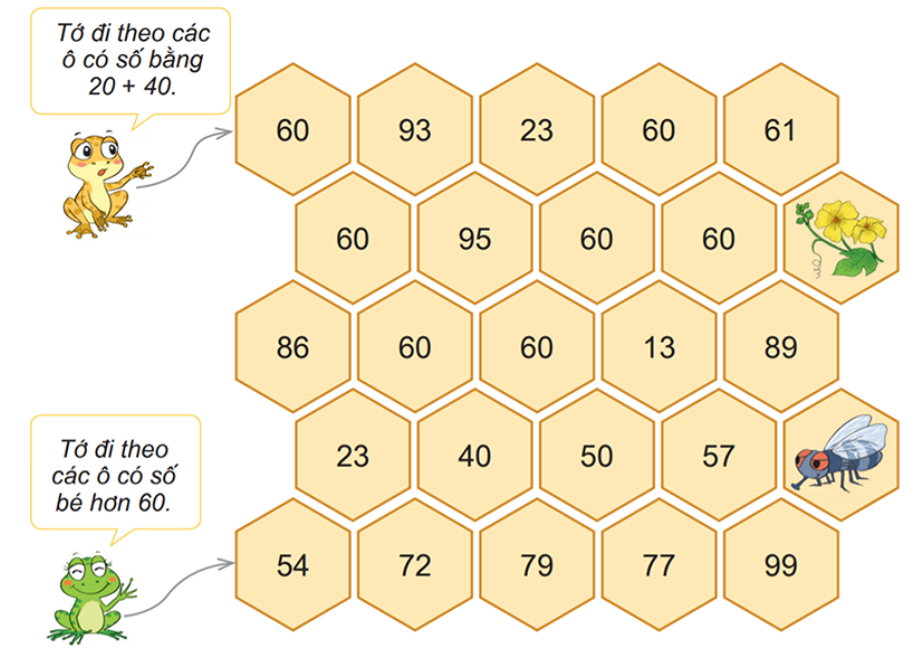 Tớ đi theo các
ô có số bằng
20 + 40.
60 93 23 60 61
60 95 60 60
86 60 60 13 89
23 40 50 57
Tớ đi theo
các ô có số
bé hơn 60.
54 72 79 77 99